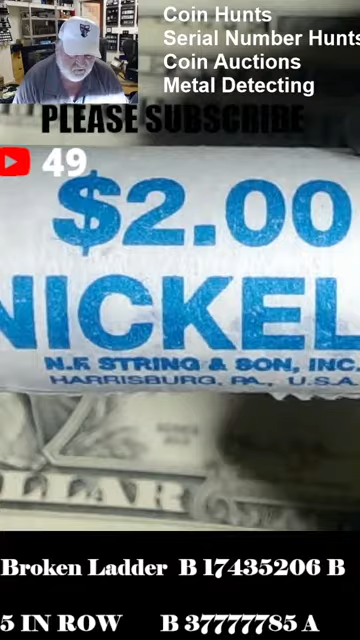 Coin Hunts
Serial Number Hunts
Coin Auctions
Metal Detecting
PLEASE SUBSCRIBE
49
$2.00
NICKEL
N.F. STRING & SON, INC.
HARRISBURG, PA., U.S.A.
LLAR
Broken Ladder B 17435206 B
5 IN ROW B 37777785 A